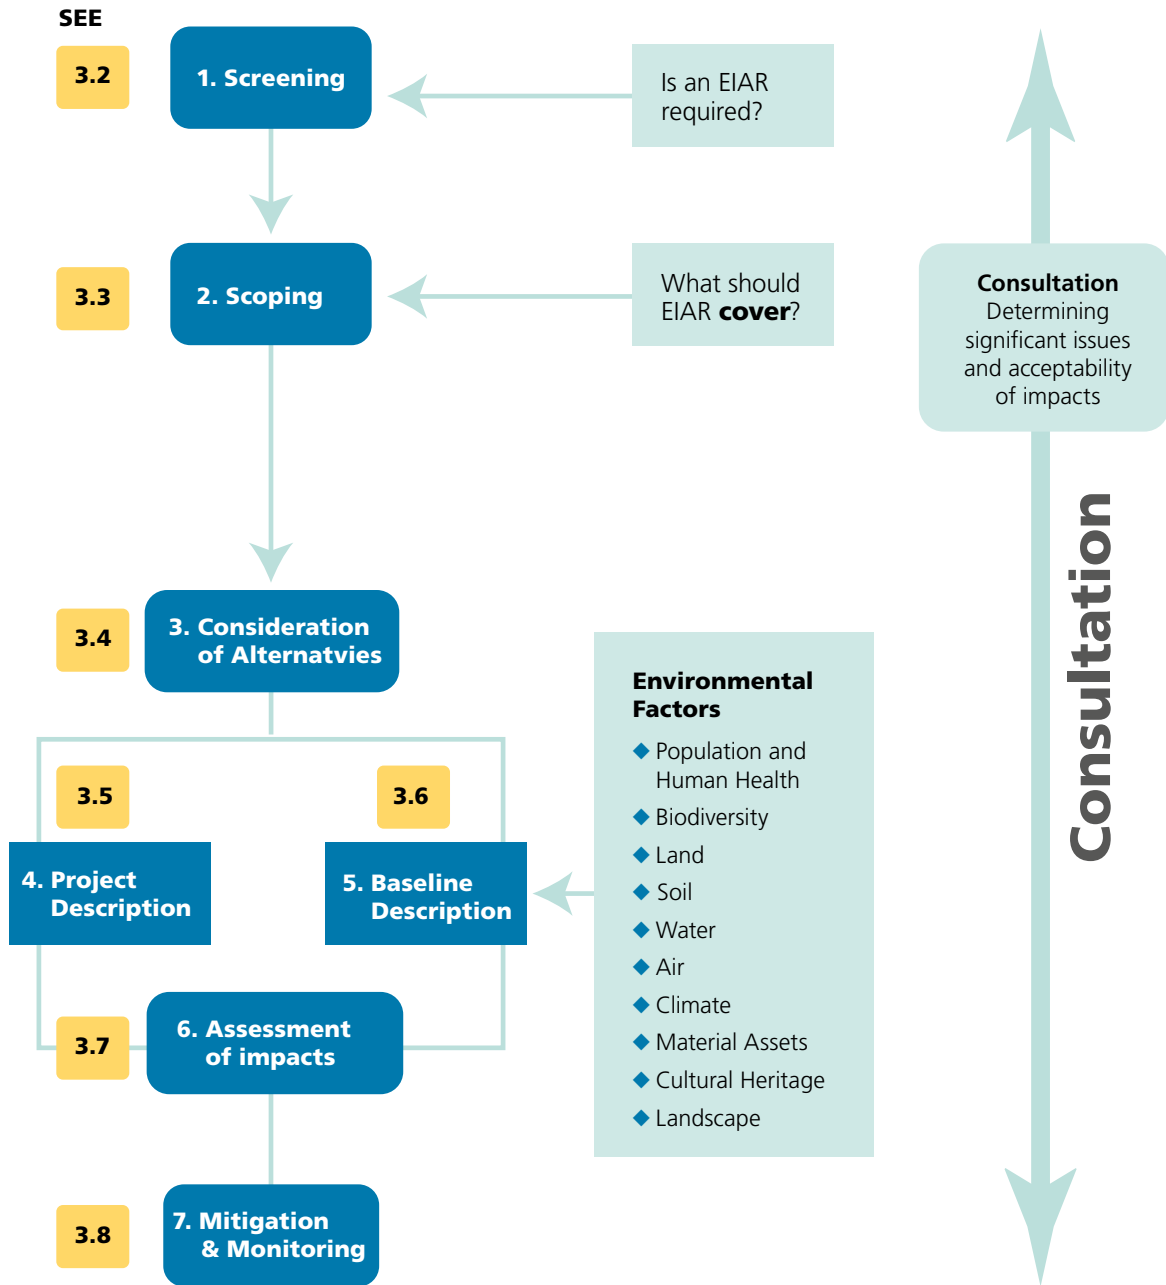 SEE
3.2
1. Screening
Is an EIAR
required?
3.3
2. Scoping
What should
EIAR cover?
Consultation
Determining
significant issues
and acceptability
of impacts
Consultation
3.4
3. Consideration
of Alternatvies
3.5
3.6
4. Project
Description
5. Baseline
Description
Environmental
Factors
◆ Population and
Human Health
◆ Biodiversity
◆ Land
◆ Soil
◆ Water
◆ Air
◆ Climate
◆ Material Assets
◆ Cultural Heritage
◆ Landscape
3.7
6. Assessment
of impacts
3.8
7. Mitigation
& Monitoring